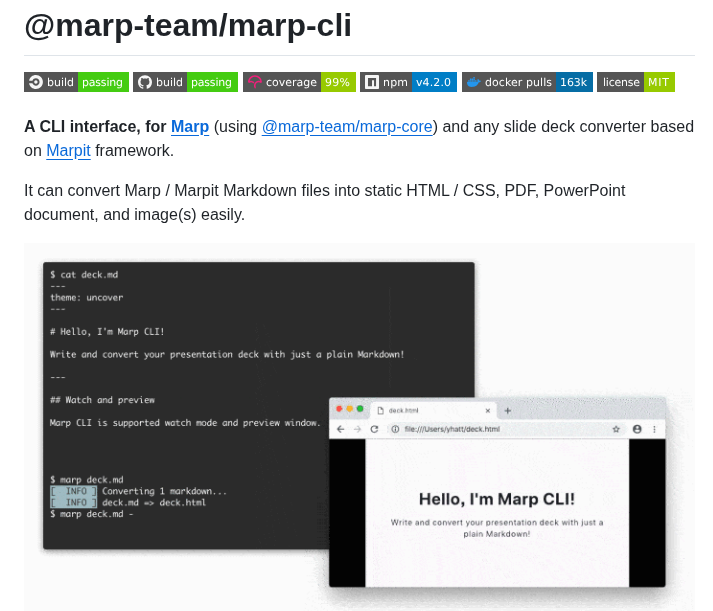 @marp-team/marp-cli
build passing build passing coverage 99% npm v4.2.0 docker pulls 163k license MIT
A CLI interface, for Marp (using @marp-team/marp-core) and any slide deck converter based
on Marpit framework.
It can convert Marp / Marpit Markdown files into static HTML / CSS, PDF, PowerPoint
document, and image(s) easily.
$ cat deck.md
---
theme: uncover
---
# Hello, I'm Marp CLI!
Write and convert your presentation deck with just a plain Markdown!
---
## Watch and preview
Marp CLI is supported watch mode and preview window.
$ marp deck.md
[ INFO ] Converting 1 markdown...
[ INFO ] deck.md => deck.html
$ marp deck.md -
deck.html
file:///Users/yhatt/deck.html
Hello, I'm Marp CLI!
Write and convert your presentation deck with just a
plain Markdown!